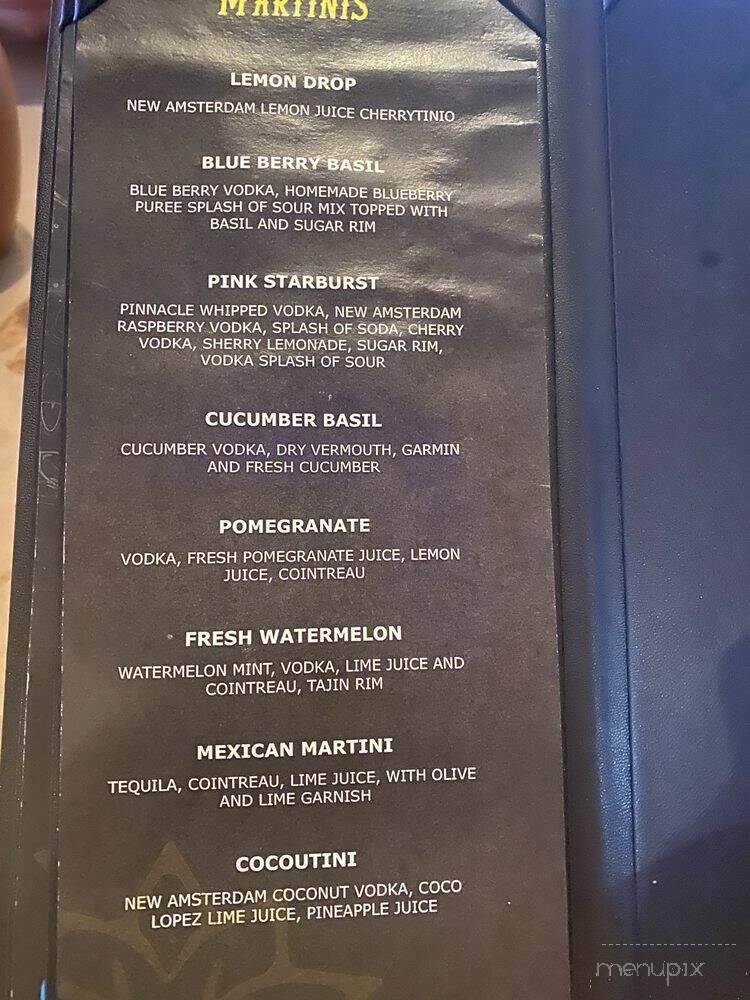 MARTINIS
LEMON DROP
NEW AMSTERDAM LEMON JUICE CHERRYTINIO
BLUE BERRY BASIL
BLUE BERRY VODKA, HOMEMADE BLUEBERRY
PUREE SPLASH OF SOUR MIX TOPPED WITH
BASIL AND SUGAR RIM
PINK STARBURST
PINNACLE WHIPPED VODKA, NEW AMSTERDAM
RASPBERRY VODKA, SPLASH OF SODA, CHERRY
VODKA, SHERRY LEMONADE, SUGAR RIM,
VODKA SPLASH OF SOUR
CUCUMBER BASIL
CUCUMBER VODKA, DRY VERMOUTH, GARMIN
AND FRESH CUCUMBER
POMEGRANATE
VODKA, FRESH POMEGRANATE JUICE, LEMON
JUICE, COINTREAU
FRESH WATERMELON
WATERMELON MINT, VODKA, LIME JUICE AND
COINTREAU, TAJIN RIM
MEXICAN MARTINI
TEQUILA, COINTREAU, LIME JUICE, WITH OLIVE
AND LIME GARNISH
COCOUTINI
NEW AMSTERDAM COCONUT VODKA, COCO
LOPEZ LIME JUICE, PINEAPPLE JUICE
menupix